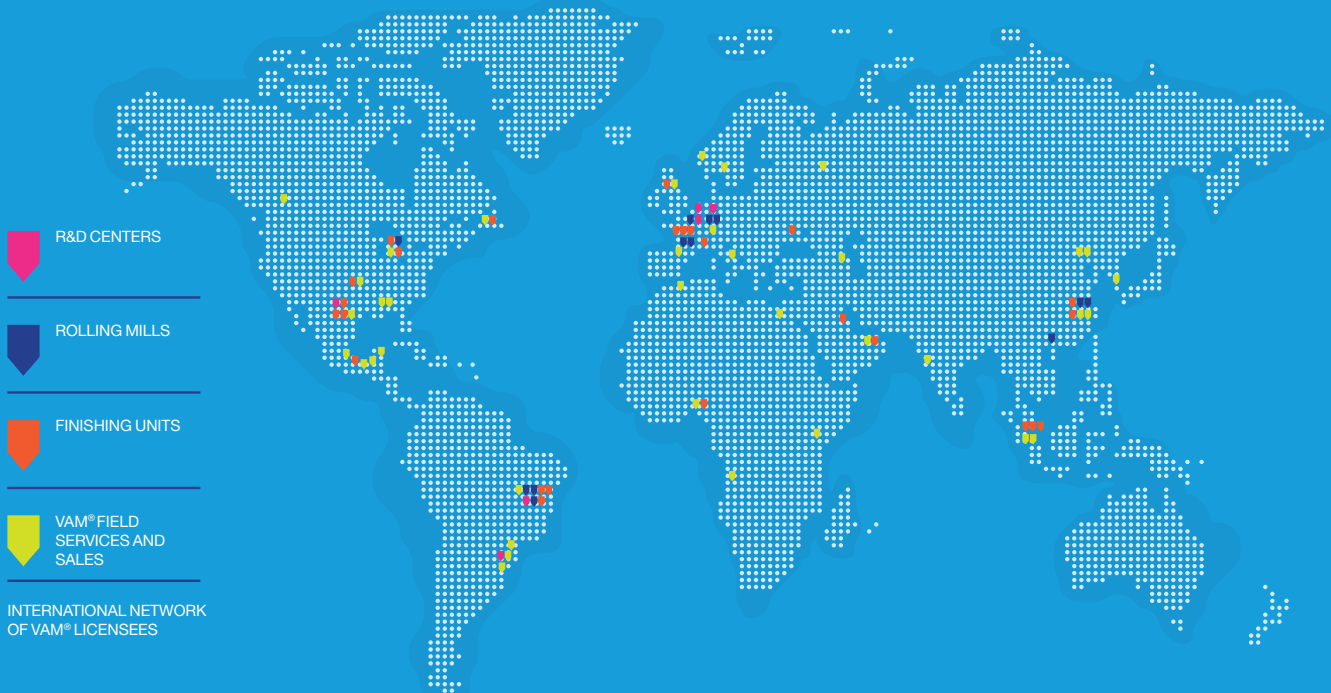 R&D CENTERS
ROLLING MILLS
FINISHING UNITS
VAM® FIELD
SERVICES AND
SALES
INTERNATIONAL NETWORK
OF VAM® LICENSEES